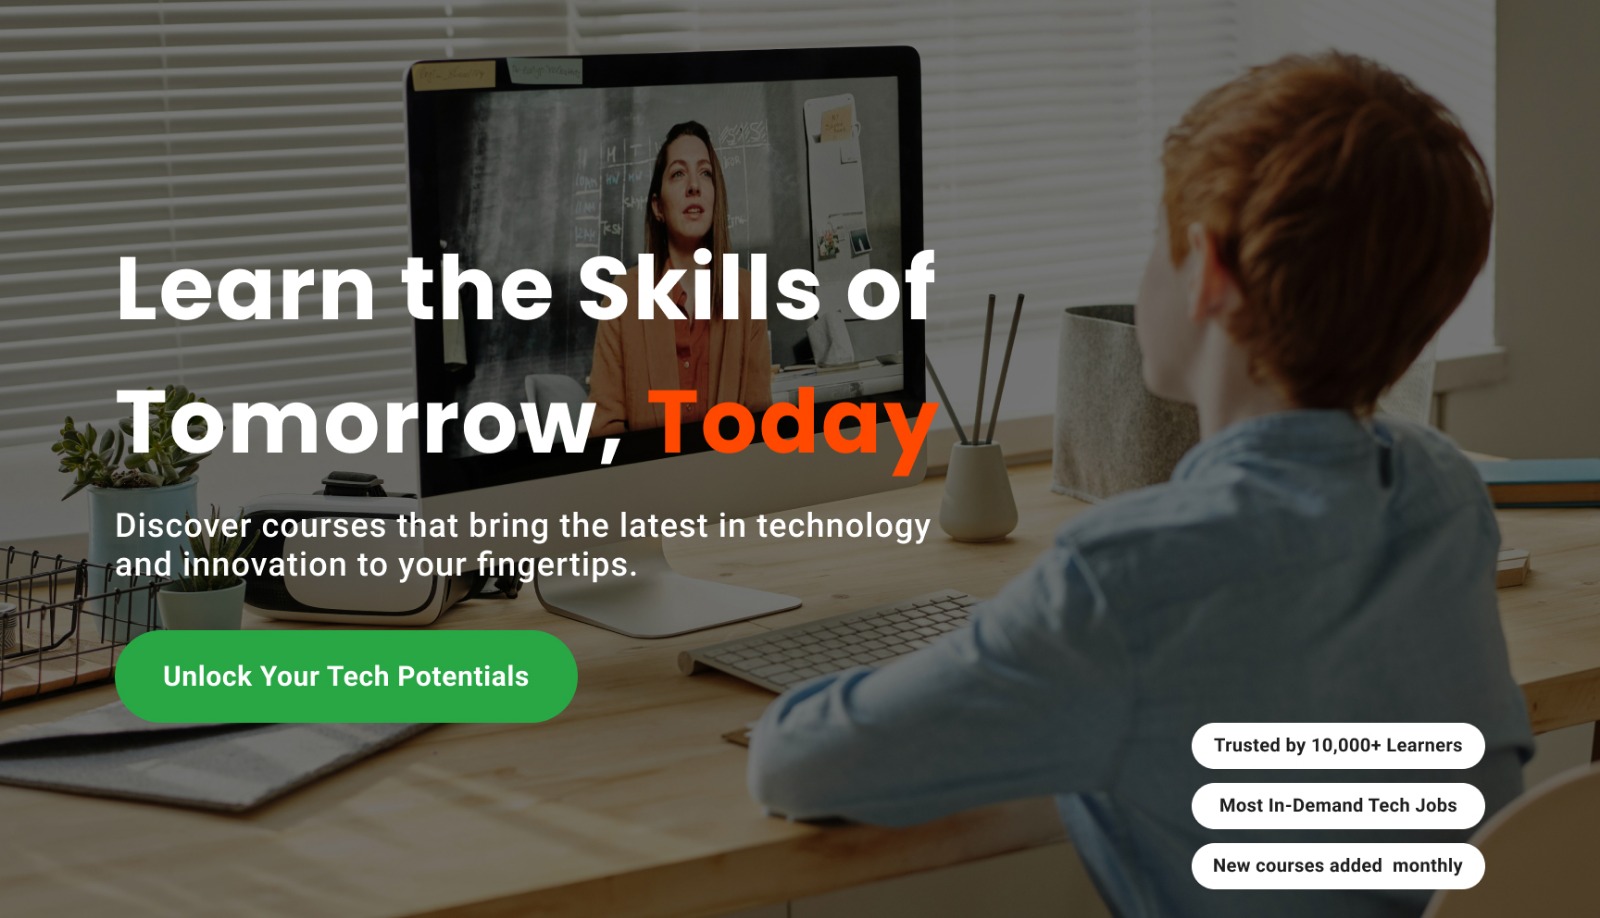 Learn the Skills of
Tomorrow, Today
Discover courses that bring the latest in technology
and innovation to your fingertips.
Unlock Your Tech Potentials
Trusted by 10,000+ Learners
Most In-Demand Tech Jobs
New courses added  monthly